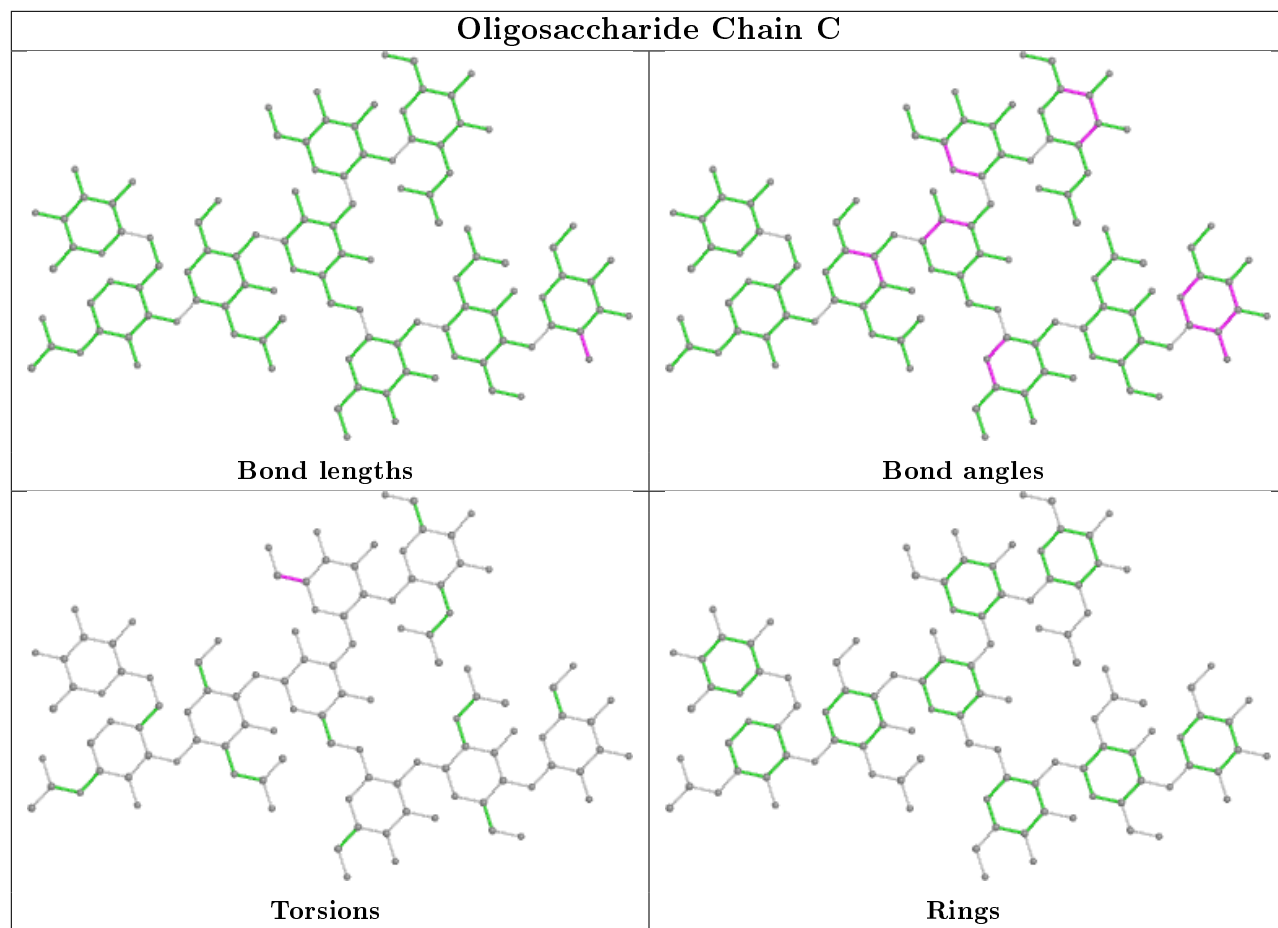 Oligosaccharide Chain C
Bond lengths
Bond angles
Torsions
Rings